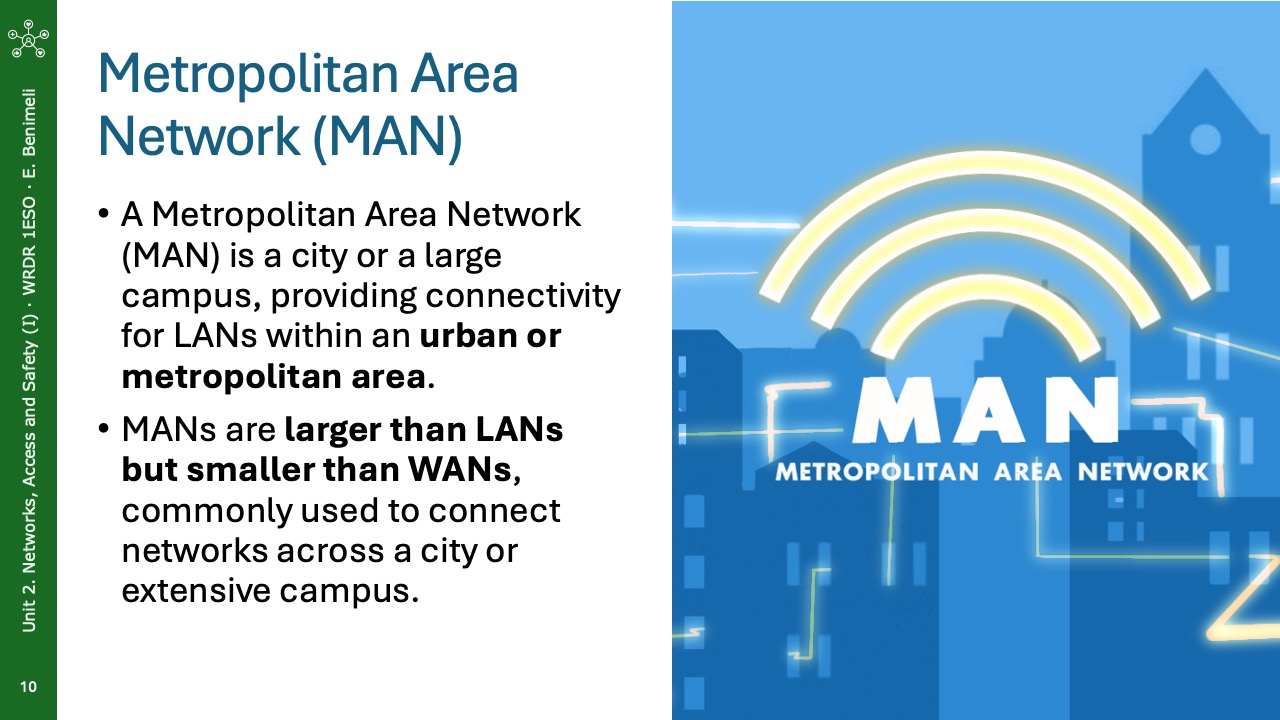 Unit 2. Networks, Access and Safety (I) · WRDR 1ESO · E. Benimeli
10
Metropolitan Area
Network (MAN)
• A Metropolitan Area Network
(MAN) is a city or a large
campus, providing connectivity
for LANs within an urban or
metropolitan area.
• MANs are larger than LANs
but smaller than WANs,
commonly used to connect
networks across a city or
extensive campus.
MAN
METROPOLITAN AREA NETWORK